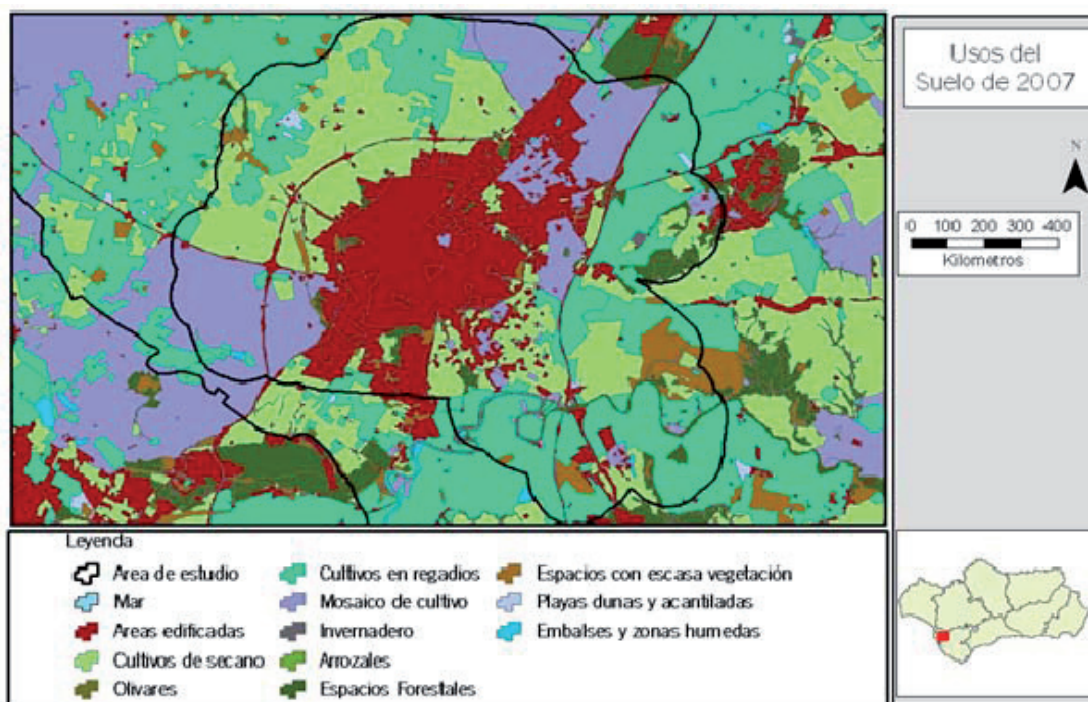 Usos del
Suelo de 2007
N
0 100 200 300 400
Kilometros
Leyenda
Area de estudio
Mar
Areas edificadas
Cultivos de secano
Olivares
Cultivos en regadios
Mosaico de cultivo
Invernadero
Arrozales
Espacios Forestales
Espacios con escasa vegetación
Playas dunas y acantiladas
Embalses y zonas humedas